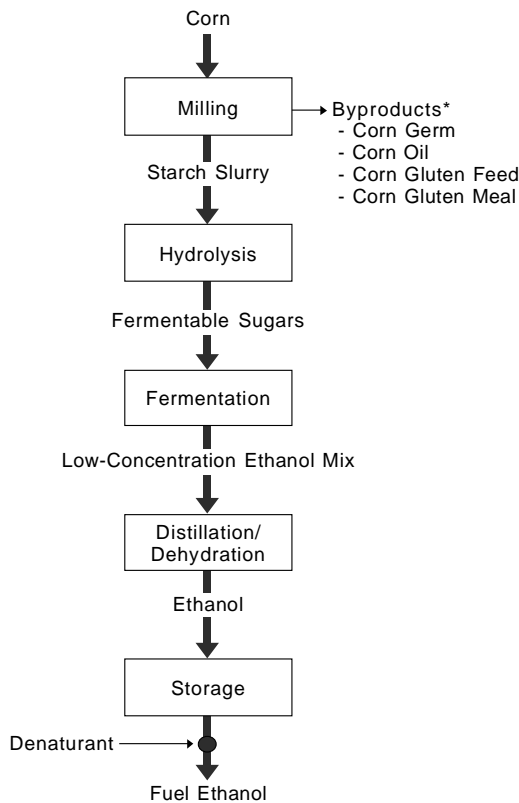 Corn
Milling
Byproducts*
- Corn Germ
- Corn Oil
- Corn Gluten Feed
- Corn Gluten Meal
Starch Slurry
Hydrolysis
Fermentable Sugars
Fermentation
Low-Concentration Ethanol Mix
Distillation/
Dehydration
Ethanol
Storage
Denaturant
Fuel Ethanol